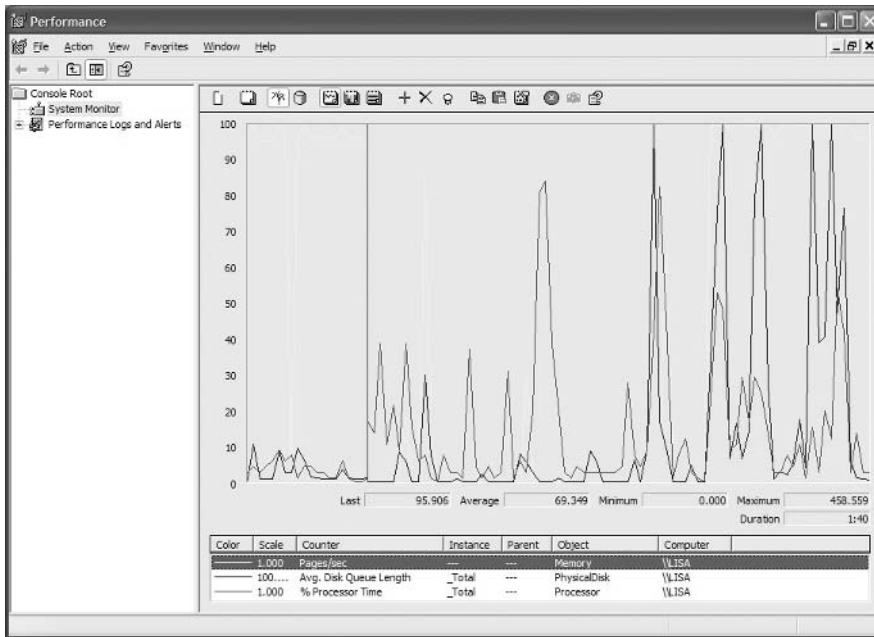 Performance
File Action View Favorites Window Help
Console Root
System Monitor
Performance Logs and Alerts
100
90
80
70
60
50
40
30
20
10
0
Last 95.906 Average 69.349 Minimum 0.000 Maximum 458.559
Duration 1:40
Color Scale Counter Instance Parent Object Computer
1.000 Pages/sec --- --- Memory \\LISA
100.... Avg. Disk Queue Length _Total --- PhysicalDisk \\LISA
1.000 % Processor Time _Total --- Processor \\LISA